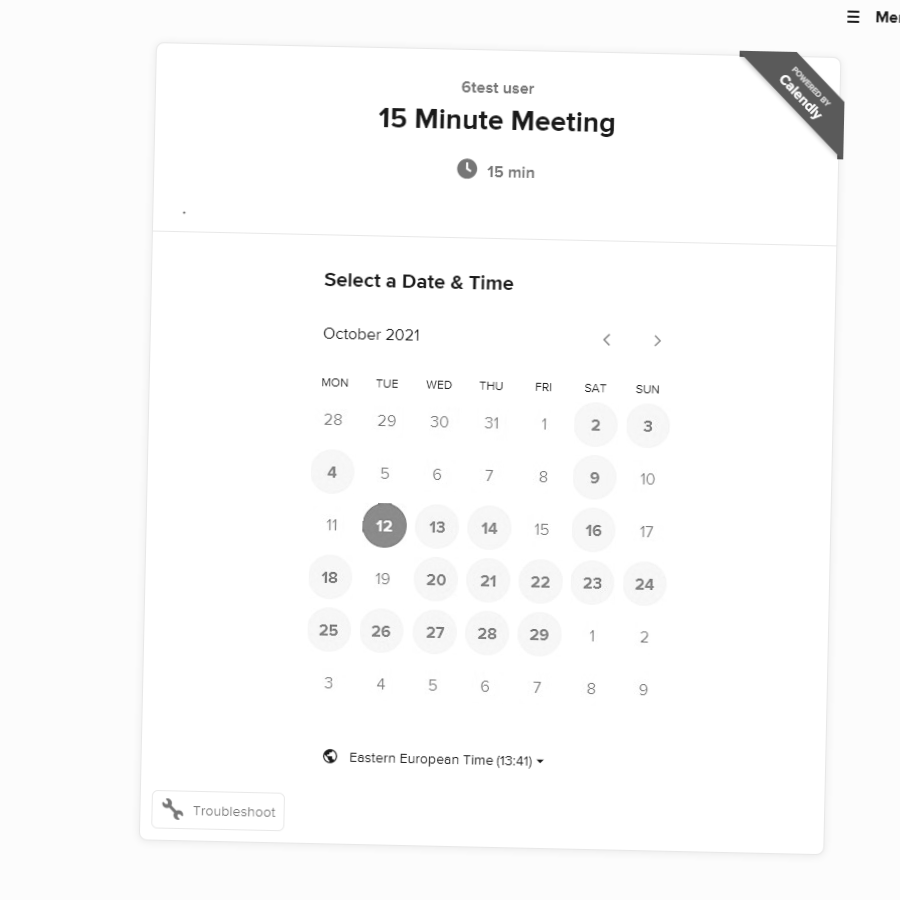 ☰ Me
POWERED BY
Calendly
6test user
15 Minute Meeting
15 min
.
Select a Date & Time
October 2021
MON TUE WED THU FRI SAT SUN
28 29 30 31 1 2 3
4 5 6 7 8 9 10
11 12 13 14 15 16 17
18 19 20 21 22 23 24
25 26 27 28 29 1 2
3 4 5 6 7 8 9
Eastern European Time (13:41)
Troubleshoot